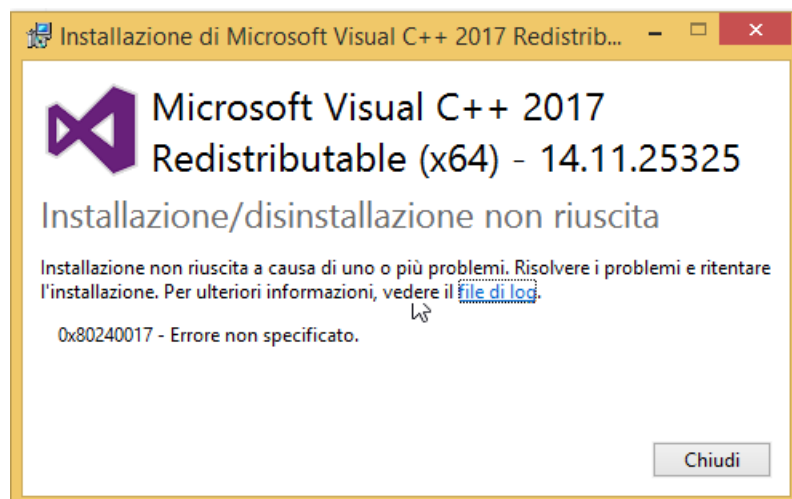 Installazione di Microsoft Visual C++ 2017 Redistrib...
Microsoft Visual C++ 2017
Redistributable (x64) - 14.11.25325
Installazione/disinstallazione non riuscita
Installazione non riuscita a causa di uno o più problemi. Risolvere i problemi e ritentare
l'installazione. Per ulteriori informazioni, vedere il file di log.
0x80240017 - Errore non specificato.
Chiudi